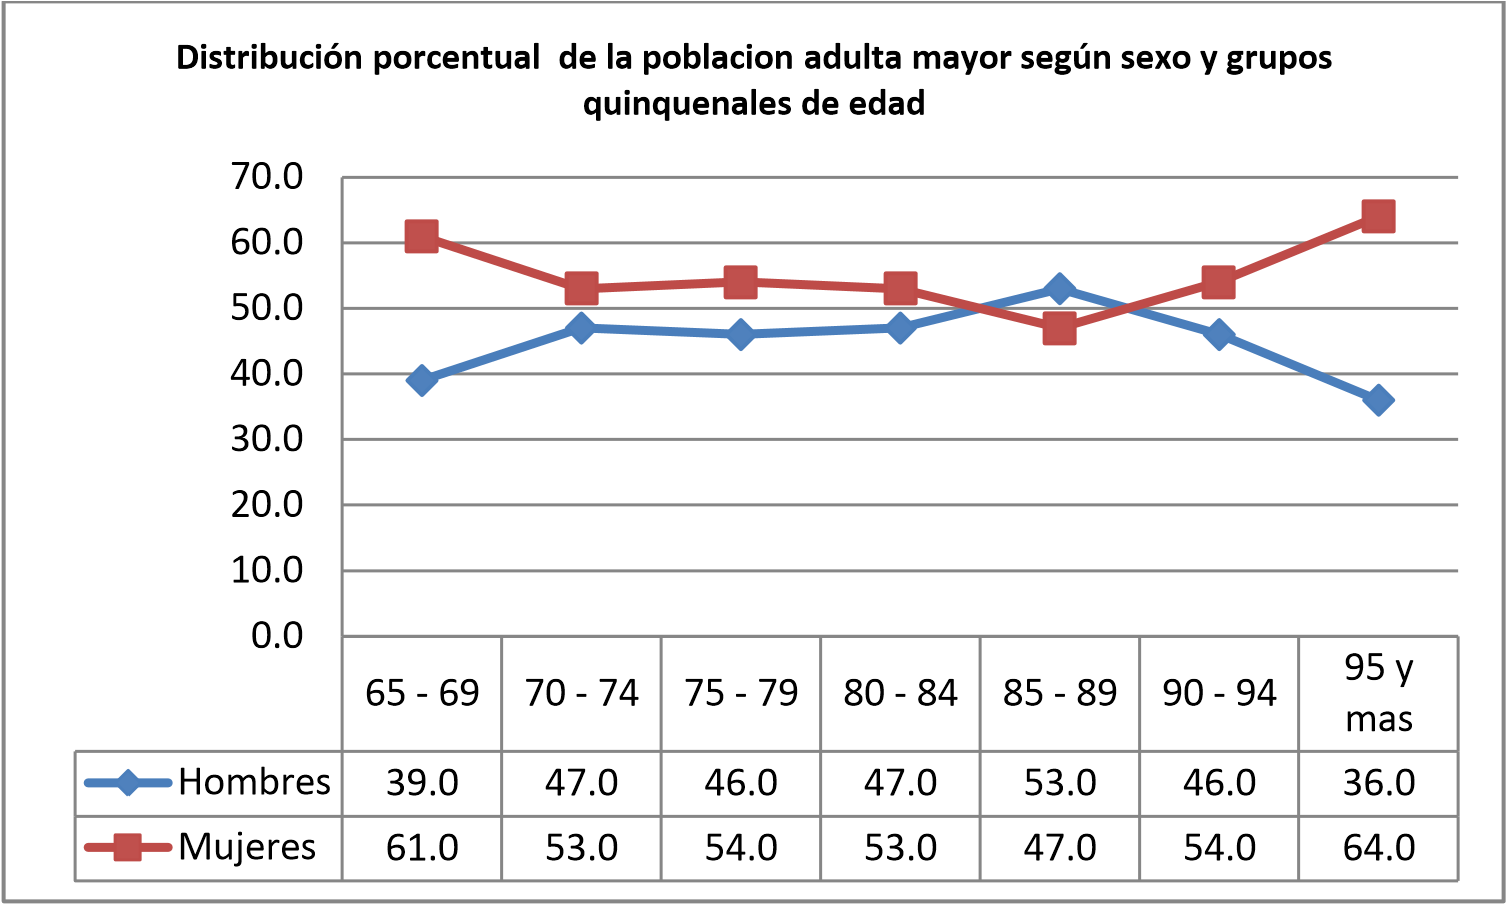 Distribución porcentual  de la poblacion adulta mayor según sexo y grupos
quinquenales de edad
70.0
60.0
50.0
40.0
30.0
20.0
10.0
0.0
65 - 69 70 - 74 75 - 79 80 - 84 85 - 89 90 - 94 95 y
mas
Hombres 39.0 47.0 46.0 47.0 53.0 46.0 36.0
Mujeres 61.0 53.0 54.0 53.0 47.0 54.0 64.0